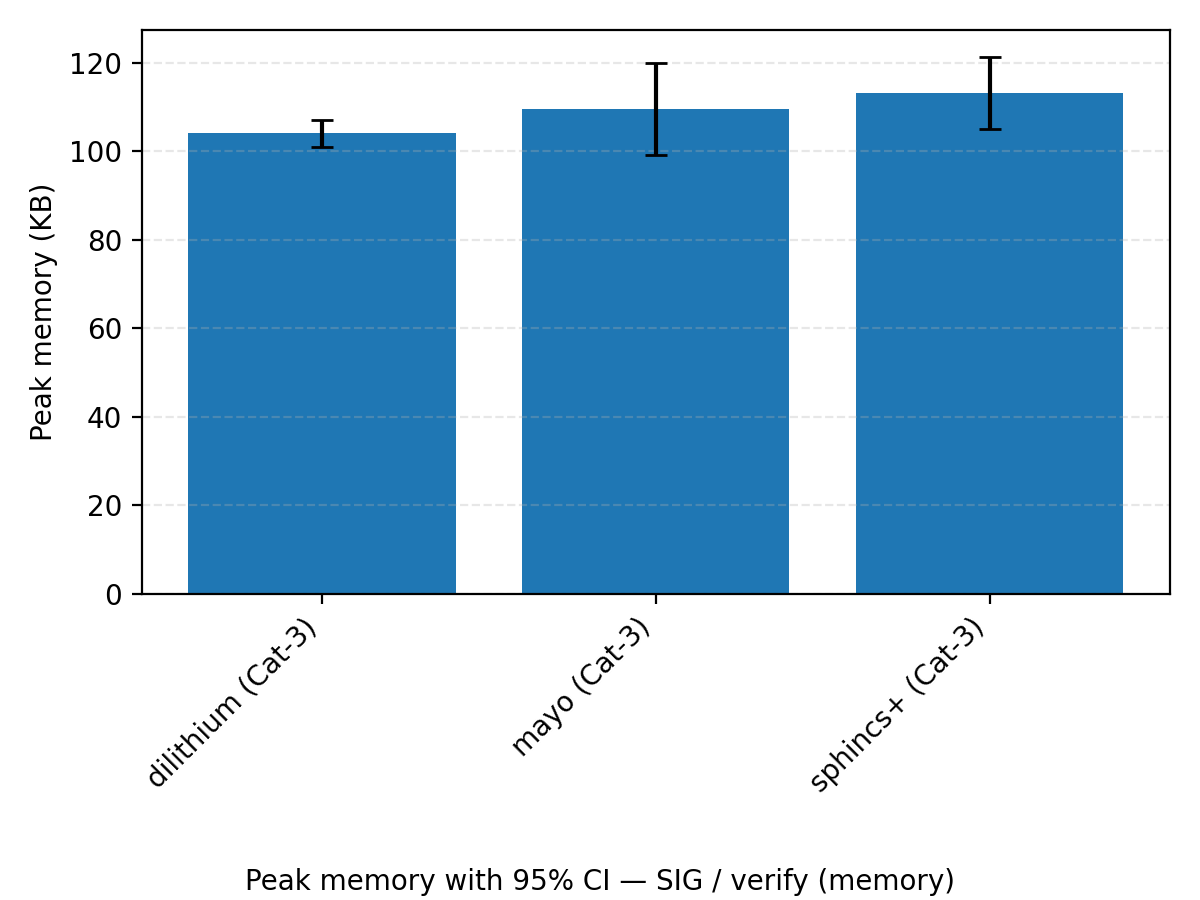 120
100
80
60
40
20
0
Peak memory (KB)
dilithium (Cat-3)
mayo (Cat-3)
sphincs+ (Cat-3)
Peak memory with 95% CI — SIG / verify (memory)